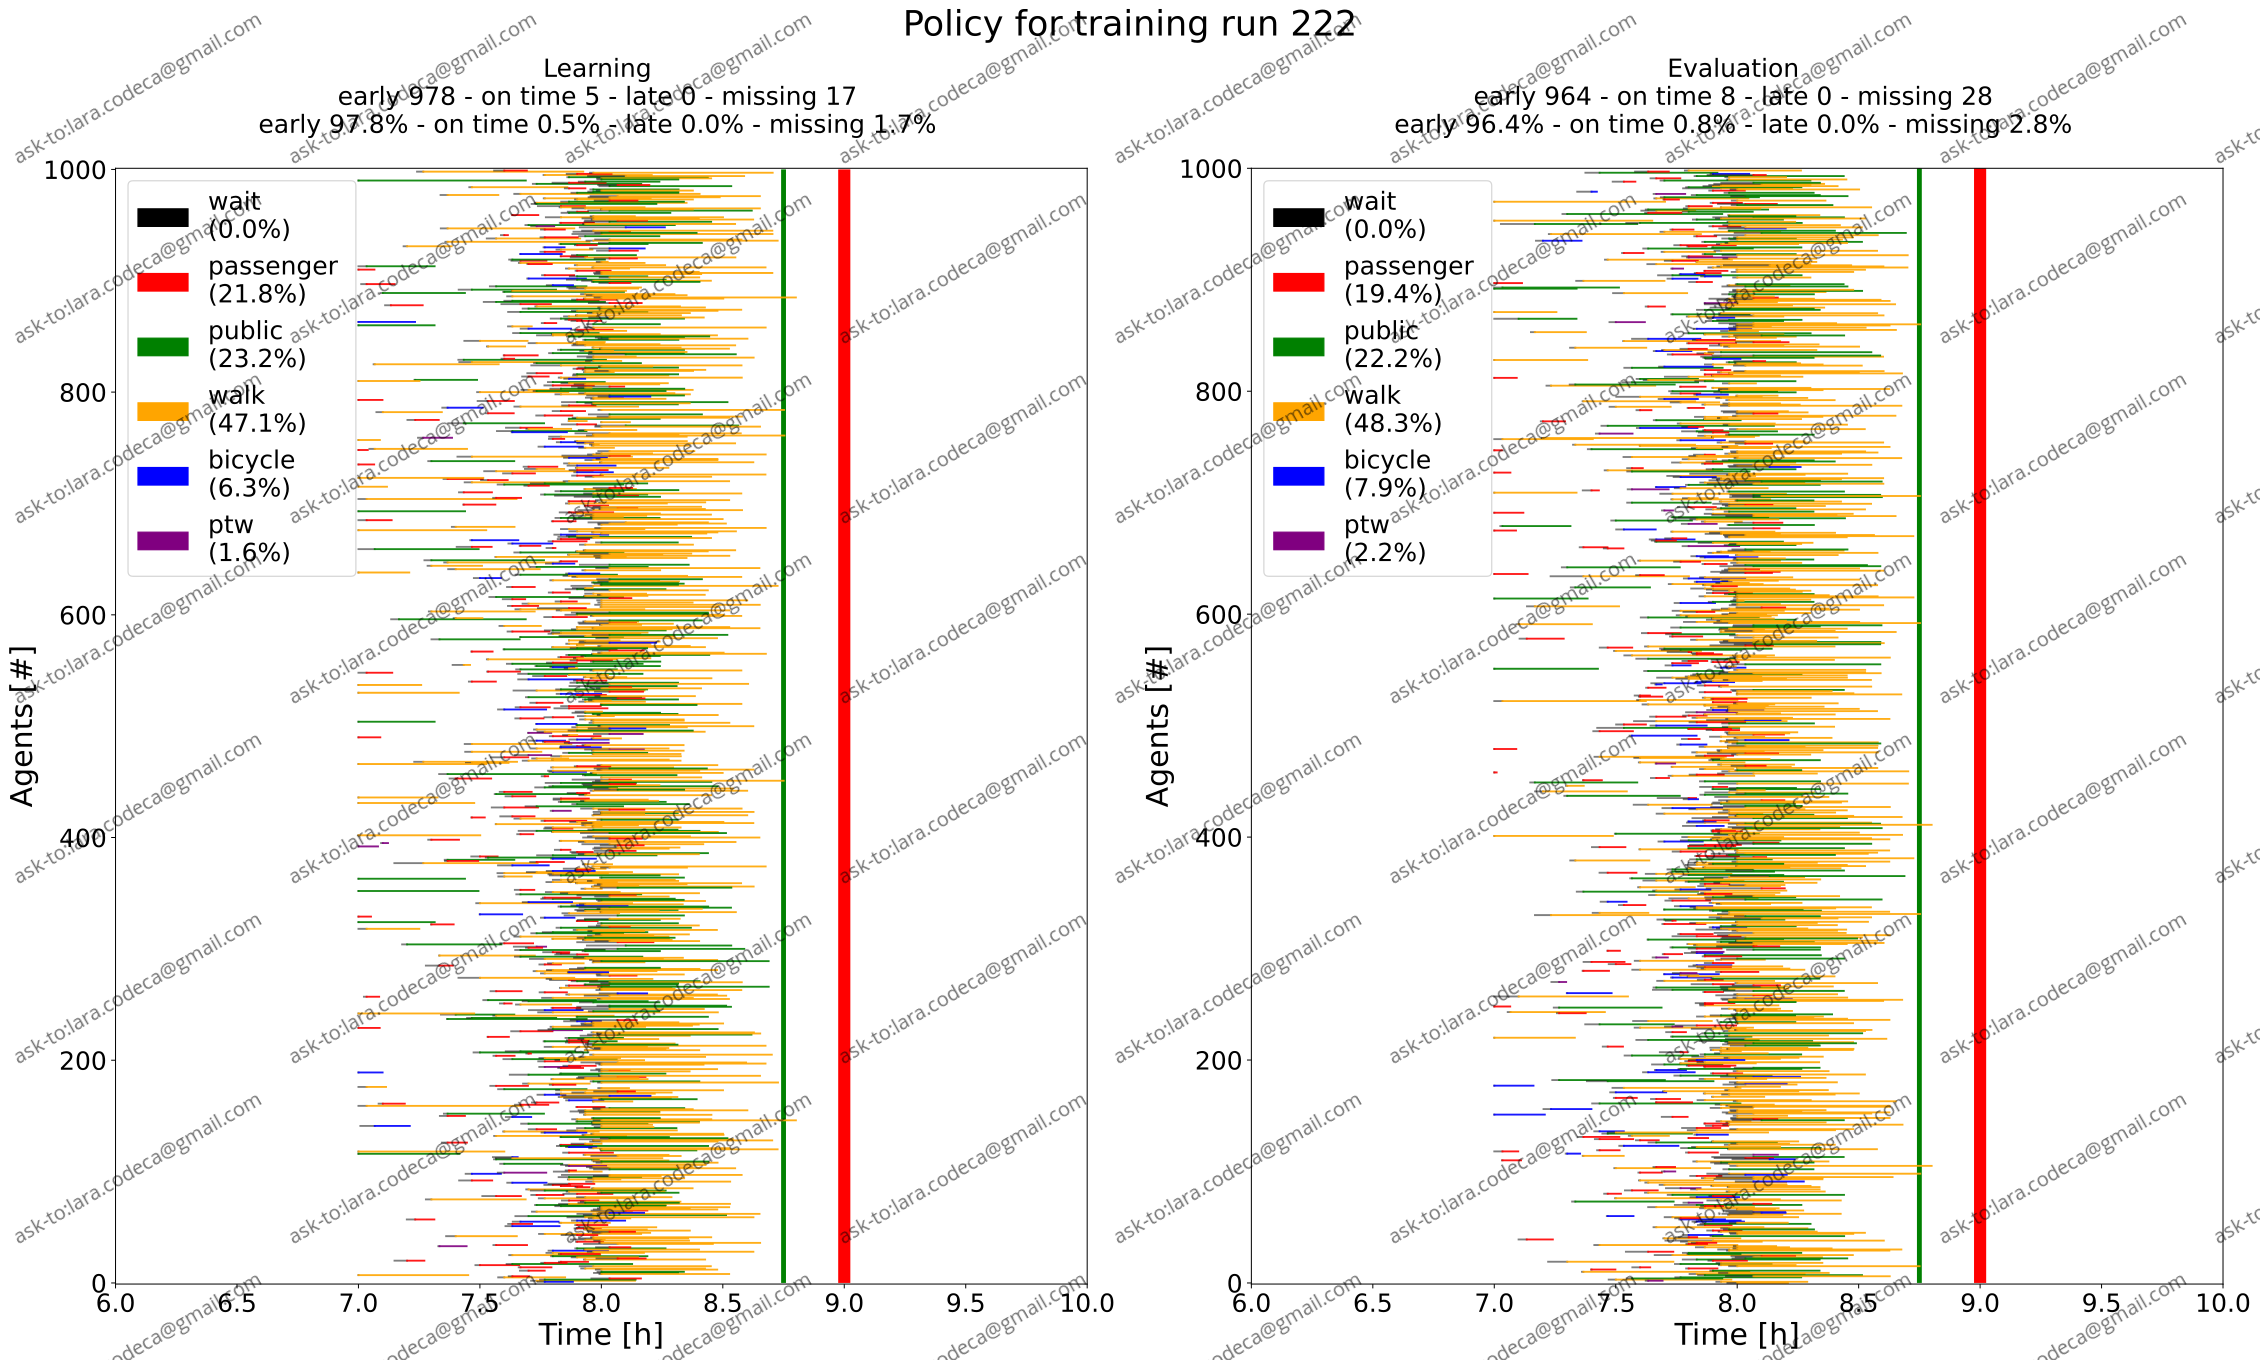 Policy for training run 222
Learning
early 978 - on time 5 - late 0 - missing 17
early 97.8% - on time 0.5% - late 0.0% - missing 1.7%
1000
800
600
400
200
0
Agents [#]
wait
(0.0%)
passenger
(21.8%)
public
(23.2%)
walk
(47.1%)
bicycle
(6.3%)
ptw
(1.6%)
6.0 6.5 7.0 7.5 8.0 8.5 9.0 9.5 10.0
Time [h]
Evaluation
early 964 - on time 8 - late 0 - missing 28
early 96.4% - on time 0.8% - late 0.0% - missing 2.8%
1000
800
600
400
200
0
Agents [#]
wait
(0.0%)
passenger
(19.4%)
public
(22.2%)
walk
(48.3%)
bicycle
(7.9%)
ptw
(2.2%)
6.0 6.5 7.0 7.5 8.0 8.5 9.0 9.5 10.0
Time [h]
ask-to:lara.codeca@gmail.com